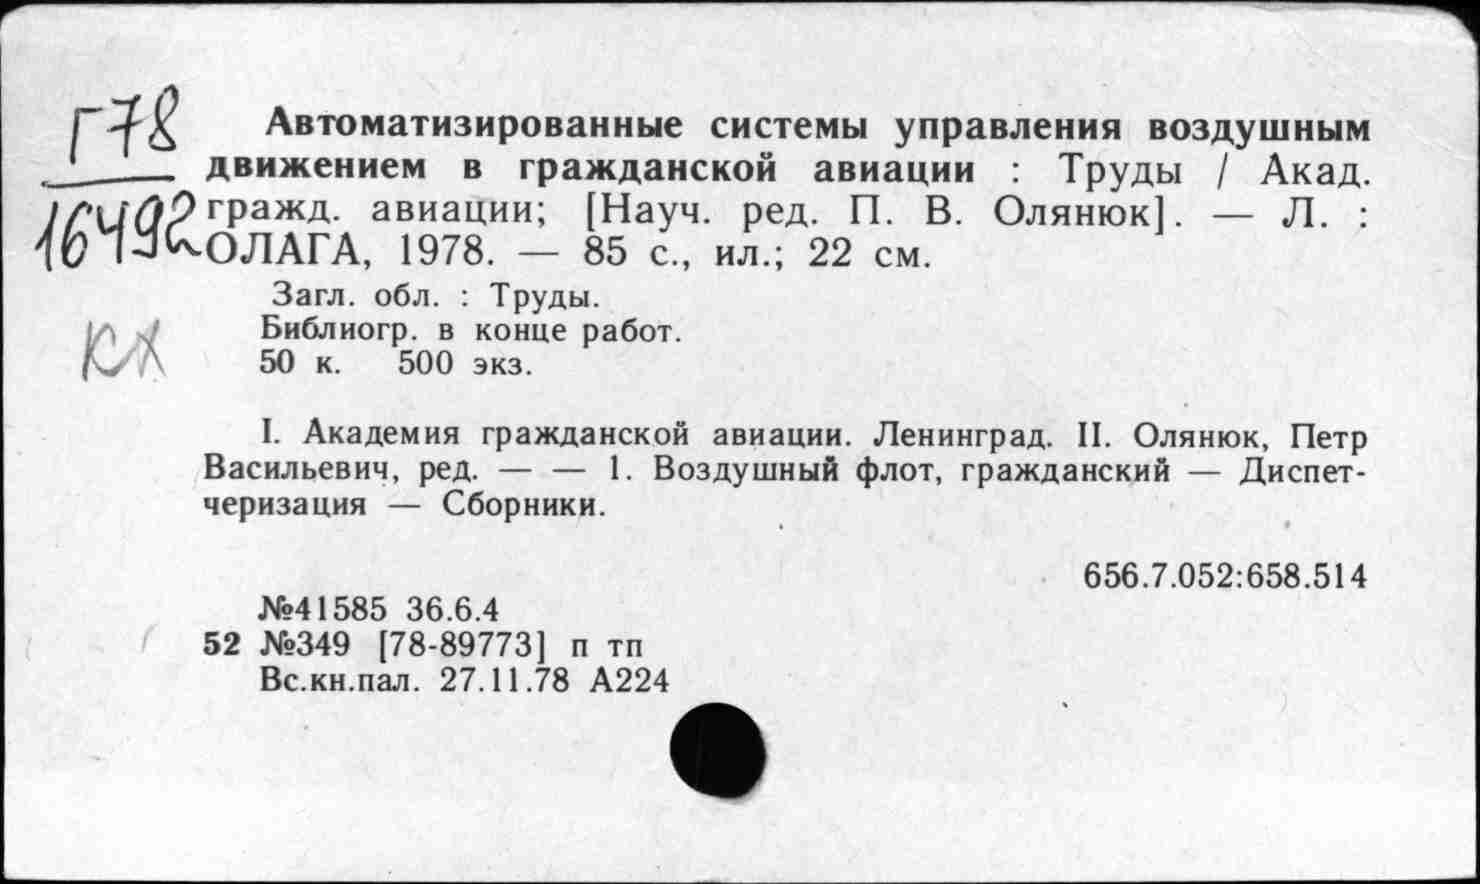 Г78
16492
кх
Автоматизированные системы управления воздушным
движением в гражданской авиации : Труды / Акад.
гражд. авиации; [Науч. ред. П. В. Олянюк]. — Л. :
ОЛАГА, 1978. — 85 с., ил.; 22 см.
Загл. обл. : Труды.
Библиогр. в конце работ.
50 к. 500 экз.
I. Академия гражданской авиации. Ленинград. II. Олянюк, Петр
Васильевич, ред. — — 1. Воздушный флот, гражданский — Диспет-
черизация — Сборники.
656.7.052:658.514
№41585 36.6.4
52 №349 [78-89773] п тп
Вс.кн.пал. 27.11.78 А224